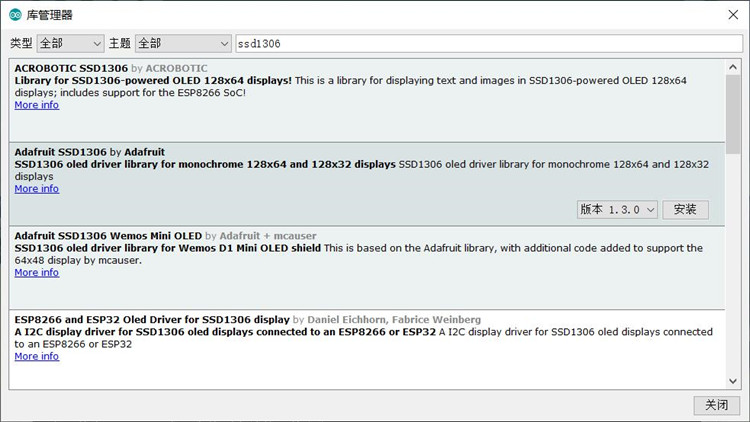 库管理器
类型 全部 主题 全部 ssd1306
ACROBOTIC SSD1306 by ACROBOTIC
Library for SSD1306-powered OLED 128x64 displays! This is a library for displaying text and images in SSD1306-powered OLED 128x64
displays; includes support for the ESP8266 SoC!
More info
Adafruit SSD1306 by Adafruit
SSD1306 oled driver library for monochrome 128x64 and 128x32 displays SSD1306 oled driver library for monochrome 128x64 and 128x32
displays
More info
版本 1.3.0 安装
Adafruit SSD1306 Wemos Mini OLED by Adafruit + mcauser
SSD1306 oled driver library for Wemos D1 Mini OLED shield This is based on the Adafruit library, with additional code added to support the
64x48 display by mcauser.
More info
ESP8266 and ESP32 Oled Driver for SSD1306 display by Daniel Eichhorn, Fabrice Weinberg
A I2C display driver for SSD1306 oled displays connected to an ESP8266 or ESP32 A I2C display driver for SSD1306 oled displays connected
to an ESP8266 or ESP32
More info
关闭